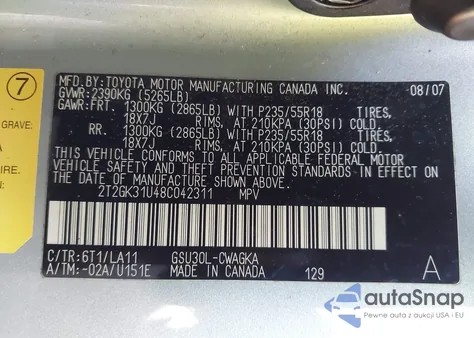 7
GRAVE:
MFD.BY:TOYOTA MOTOR MANUFACTURING CANADA INC. 08/07
GVWR:2390KG (5265LB)
GAWR:FRT. 1300KG (2865LB) WITH P235/55R18 TIRES,
18X7J RIMS, AT 210KPA (30PSI) COLD
RR. 1300KG (2865LB) WITH P235/55R18 TIRES,
18X7J RIMS, AT 210KPA (30PSI) COLD.
THIS VEHICLE CONFORMS TO ALL APPLICABLE FEDERAL MOTOR
VEHICLE SAFETY AND THEFT PREVENTION STANDARDS IN EFFECT
ON THE DATE OF MANUFACTURE SHOWN ABOVE.
2T2GK31U48C042311 MPV
C/TR:6T1/LA11 GSU30L-CWAGKA
A/TM:-02A/U151E MADE IN CANADA 129 A
autaSnap
Pewne auta z aukcji USA i EU